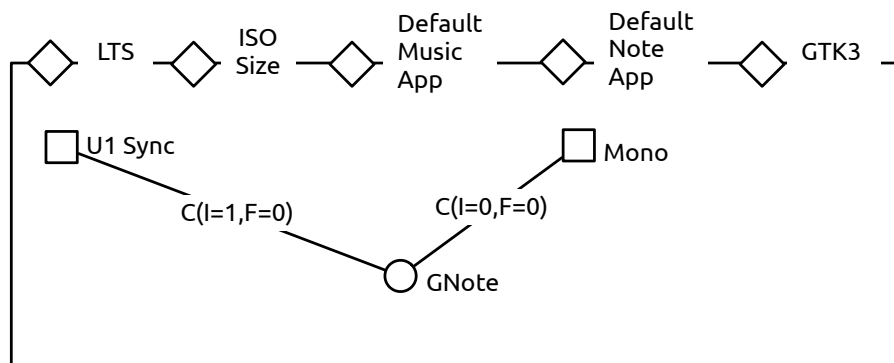 LTS
ISO
Size
Default
Music
App
Default
Note
App
GTK3
U1 Sync
Mono
C(I=1,F=0)
C(I=0,F=0)
GNote